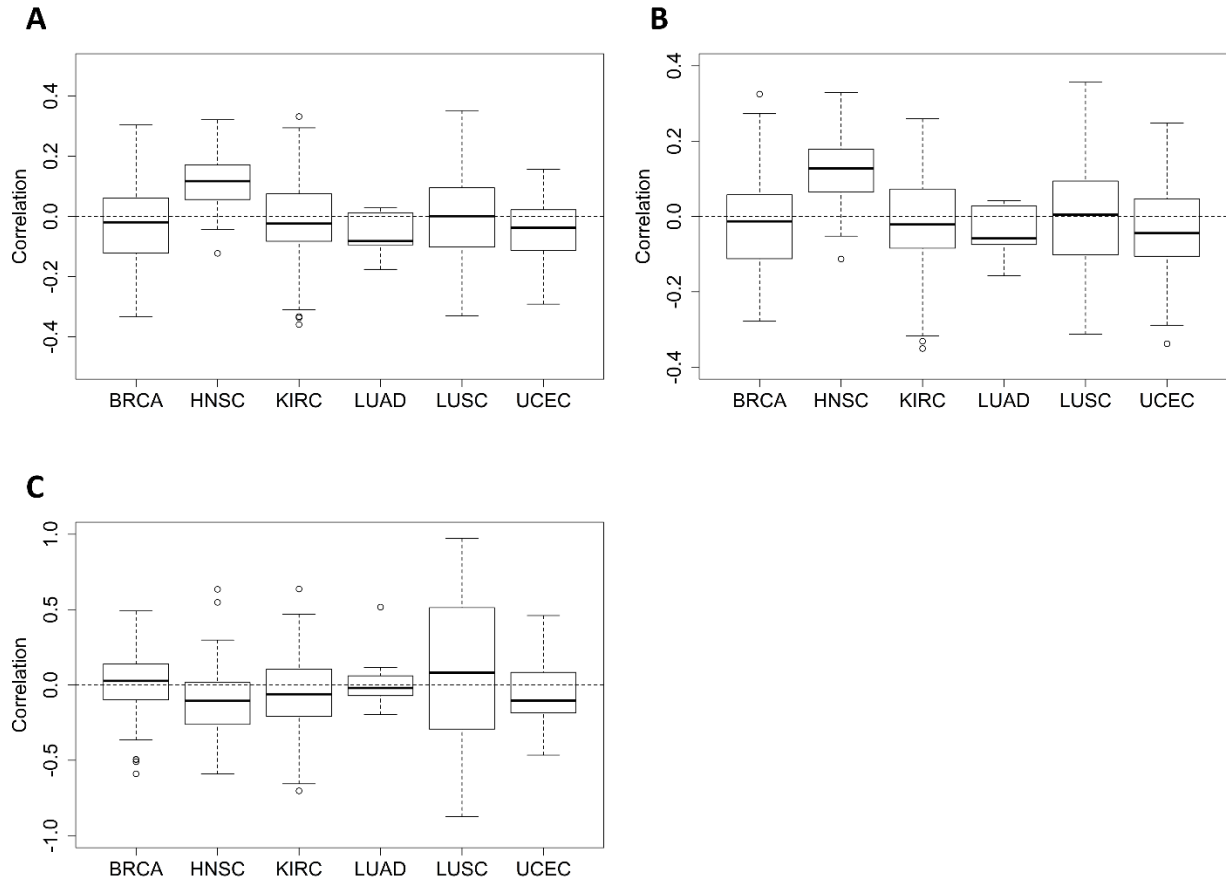 A
Correlation
0.4
0.2
0.0
-0.2
-0.4
BRCA HNSC KIRC LUAD LUSC UCEC
B
Correlation
0.4
0.2
0.0
-0.2
-0.4
BRCA HNSC KIRC LUAD LUSC UCEC
C
Correlation
1.0
0.5
0.0
-0.5
-1.0
BRCA HNSC KIRC LUAD LUSC UCEC